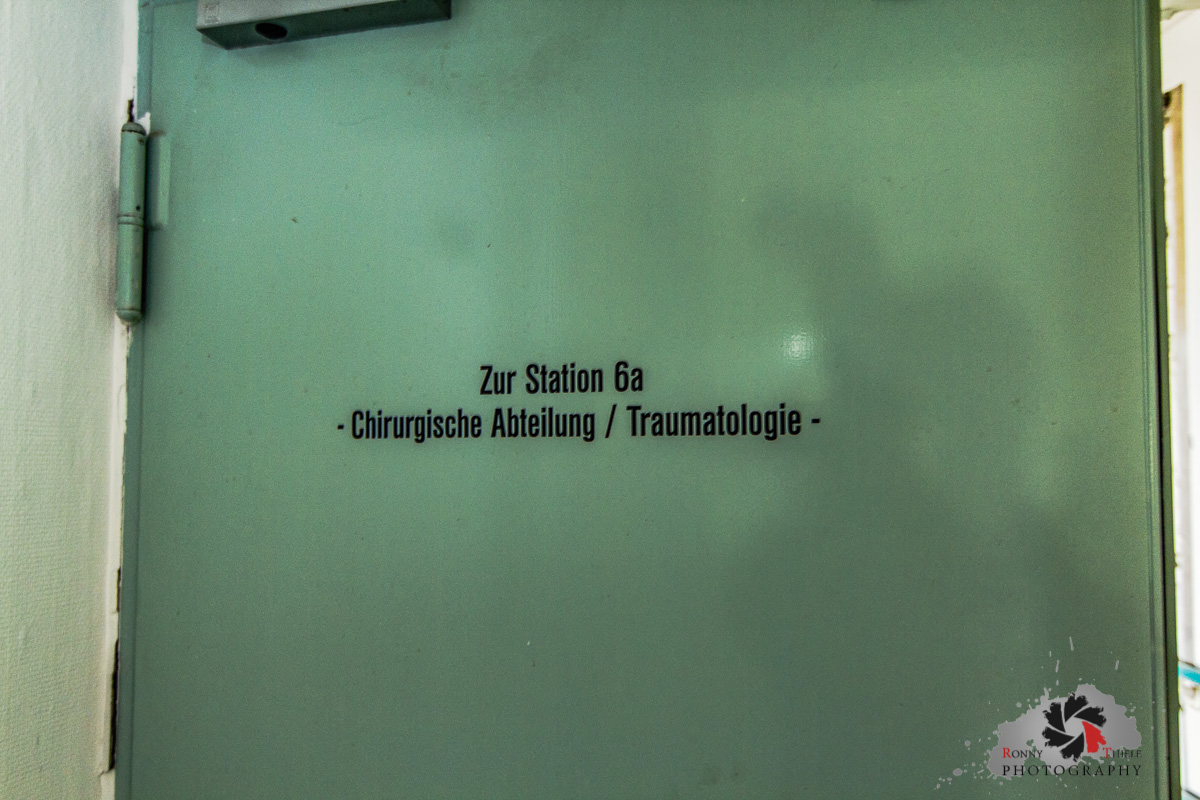 Zur Station 6a
- Chirurgische Abteilung / Traumatologie -
Ronny Thiele
PHOTOGRAPHY